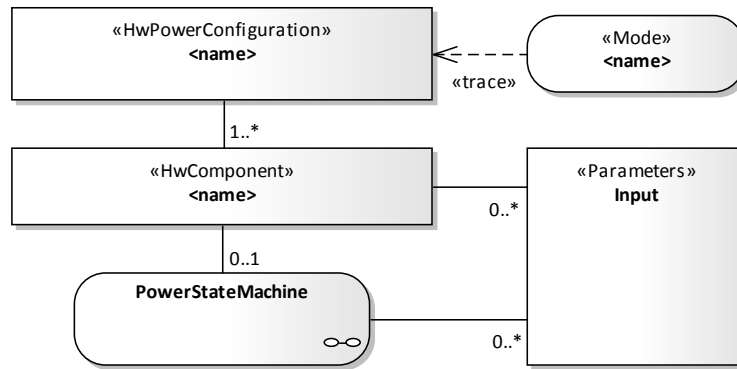 «HwPowerConfiguration»
<name>
«Mode»
<name>
«trace»
1..*
«HwComponent»
<name>
«Parameters»
Input
0..*
0..1
PowerStateMachine
0..*